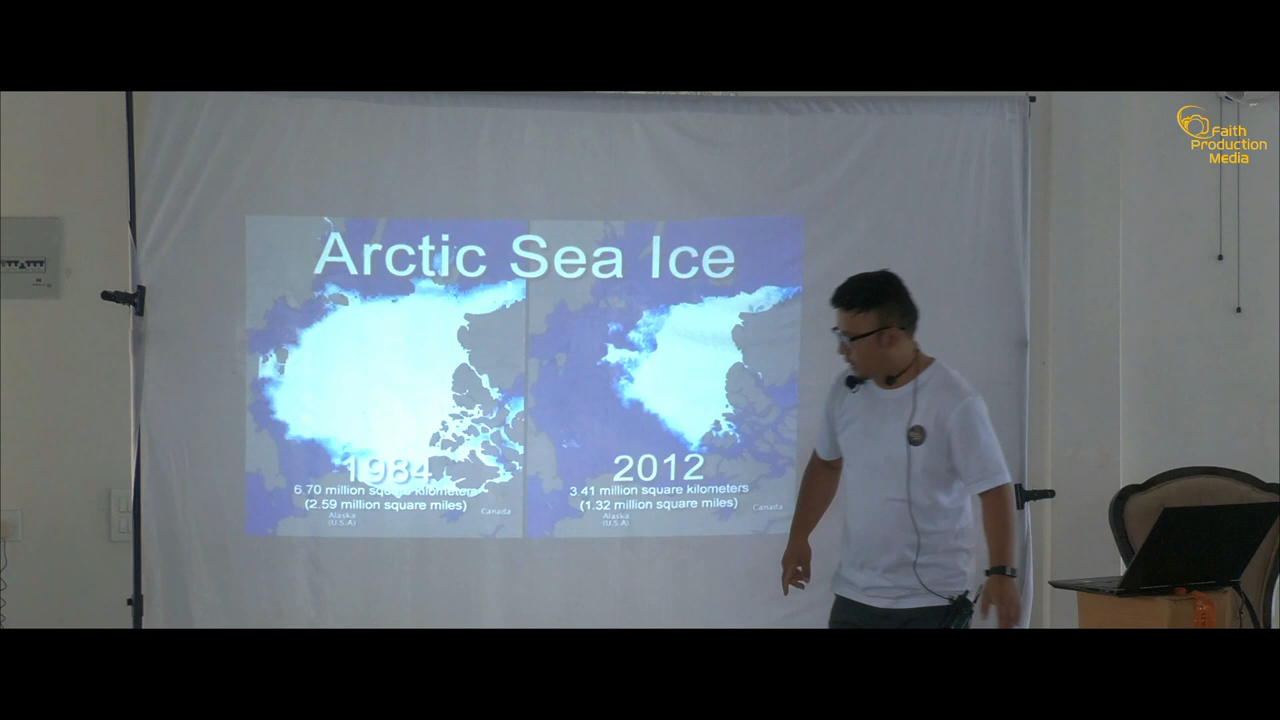 Faith
Production
Media
Arctic Sea Ice
1984
6.70 million square kilometers
(2.59 million square miles)
Alaska
(U.S.A)
Canada
2012
3.41 million square kilometers
(1.32 million square miles)
Alaska
(U.S.A)
Canada